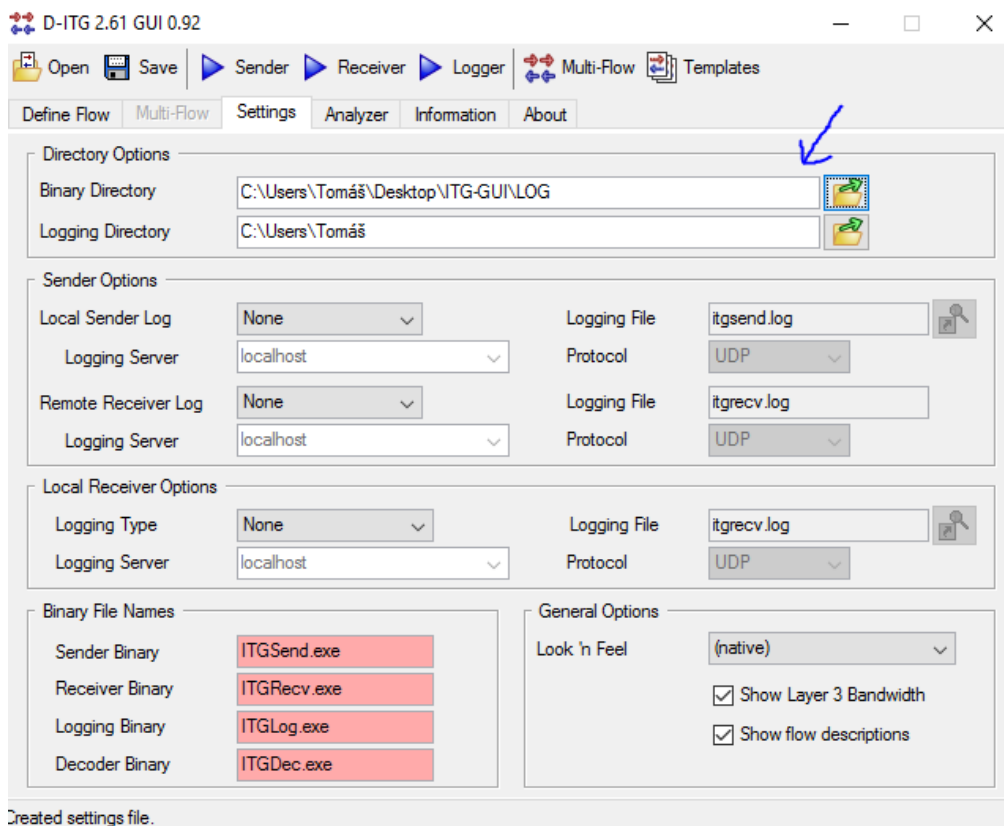 D-ITG 2.61 GUI 0.92
Open Save Sender Receiver Logger Multi-Flow Templates
Define Flow Multi-Flow Settings Analyzer Information About
Directory Options
Binary Directory C:\Users\Tomáš\Desktop\ITG-GUI\LOG
Logging Directory C:\Users\Tomáš
Sender Options
Local Sender Log None Logging File itgsend.log
Logging Server localhost Protocol UDP
Remote Receiver Log None Logging File itgrecv.log
Logging Server localhost Protocol UDP
Local Receiver Options
Logging Type None Logging File itgrecv.log
Logging Server localhost Protocol UDP
Binary File Names General Options
Sender Binary ITGSend.exe Look 'n Feel (native)
Receiver Binary ITGRecv.exe Show Layer 3 Bandwidth
Logging Binary ITGLog.exe Show flow descriptions
Decoder Binary ITGDec.exe
Created settings file.